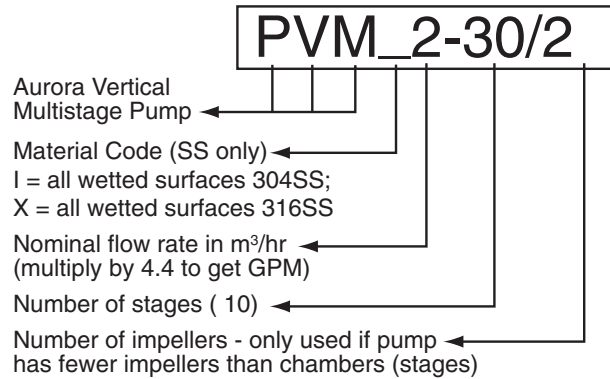 PVM_2-30/2
Aurora Vertical
Multistage Pump
Material Code (SS only)
I = all wetted surfaces 304SS;
X = all wetted surfaces 316SS
Nominal flow rate in m³/hr
(multiply by 4.4 to get GPM)
Number of stages ( 10)
Number of impellers - only used if pump
has fewer impellers than chambers (stages)